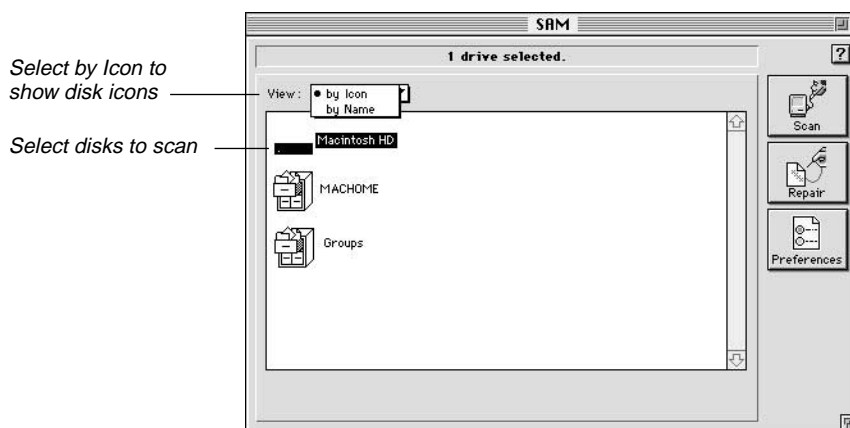 SAM
1 drive selected.
?
Select by Icon to
show disk icons
View: by Icon
by Name
Scan
Select disks to scan
Macintosh HD
MACHOME
Repair
Groups
Preferences